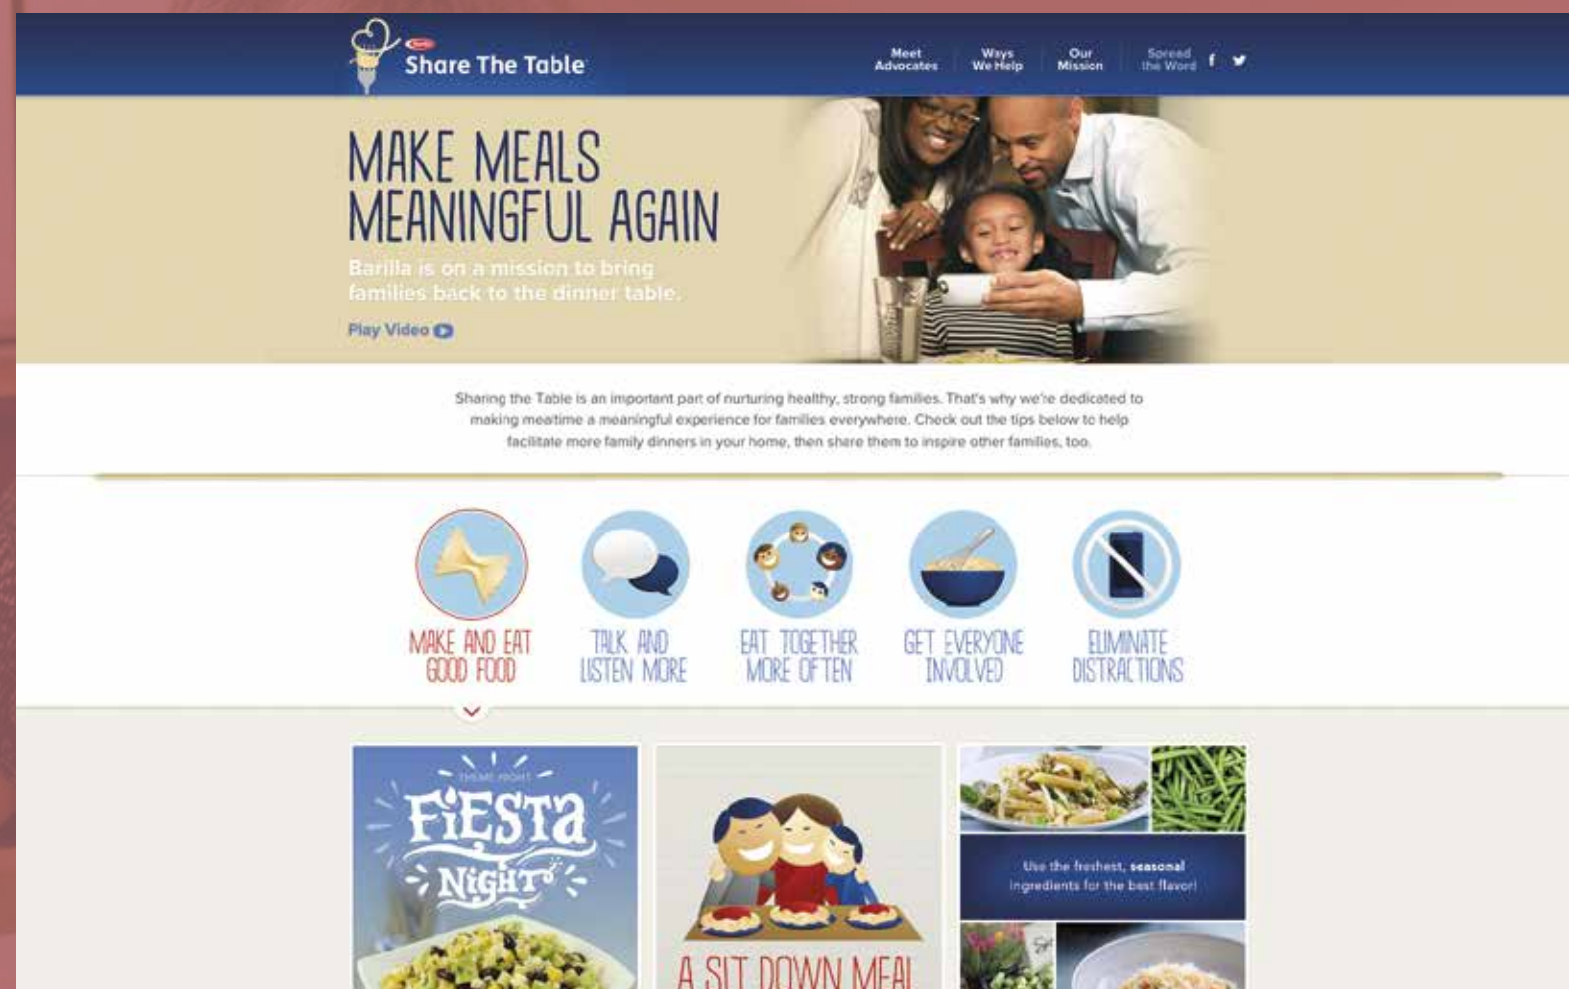 Barilla
Share The Table
Meet
Advocates
Ways
We Help
Our
Mission
Spread
the Word
MAKE MEALS
MEANINGFUL AGAIN
Barilla is on a mission to bring
families back to the dinner table.
Play Video
Sharing the Table is an important part of nurturing healthy, strong families. That's why we're dedicated to
making mealtime a meaningful experience for families everywhere. Check out the tips below to help
facilitate more family dinners in your home, then share them to inspire other families, too.
MAKE AND EAT
GOOD FOOD
TALK AND
LISTEN MORE
EAT TOGETHER
MORE OFTEN
GET EVERYONE
INVOLVED
ELIMINATE
DISTRACTIONS
THEME NIGHT
FiESTa
NiGHT
A SIT DOWN MEAL
Use the freshest, seasonal
ingredients for the best flavor!